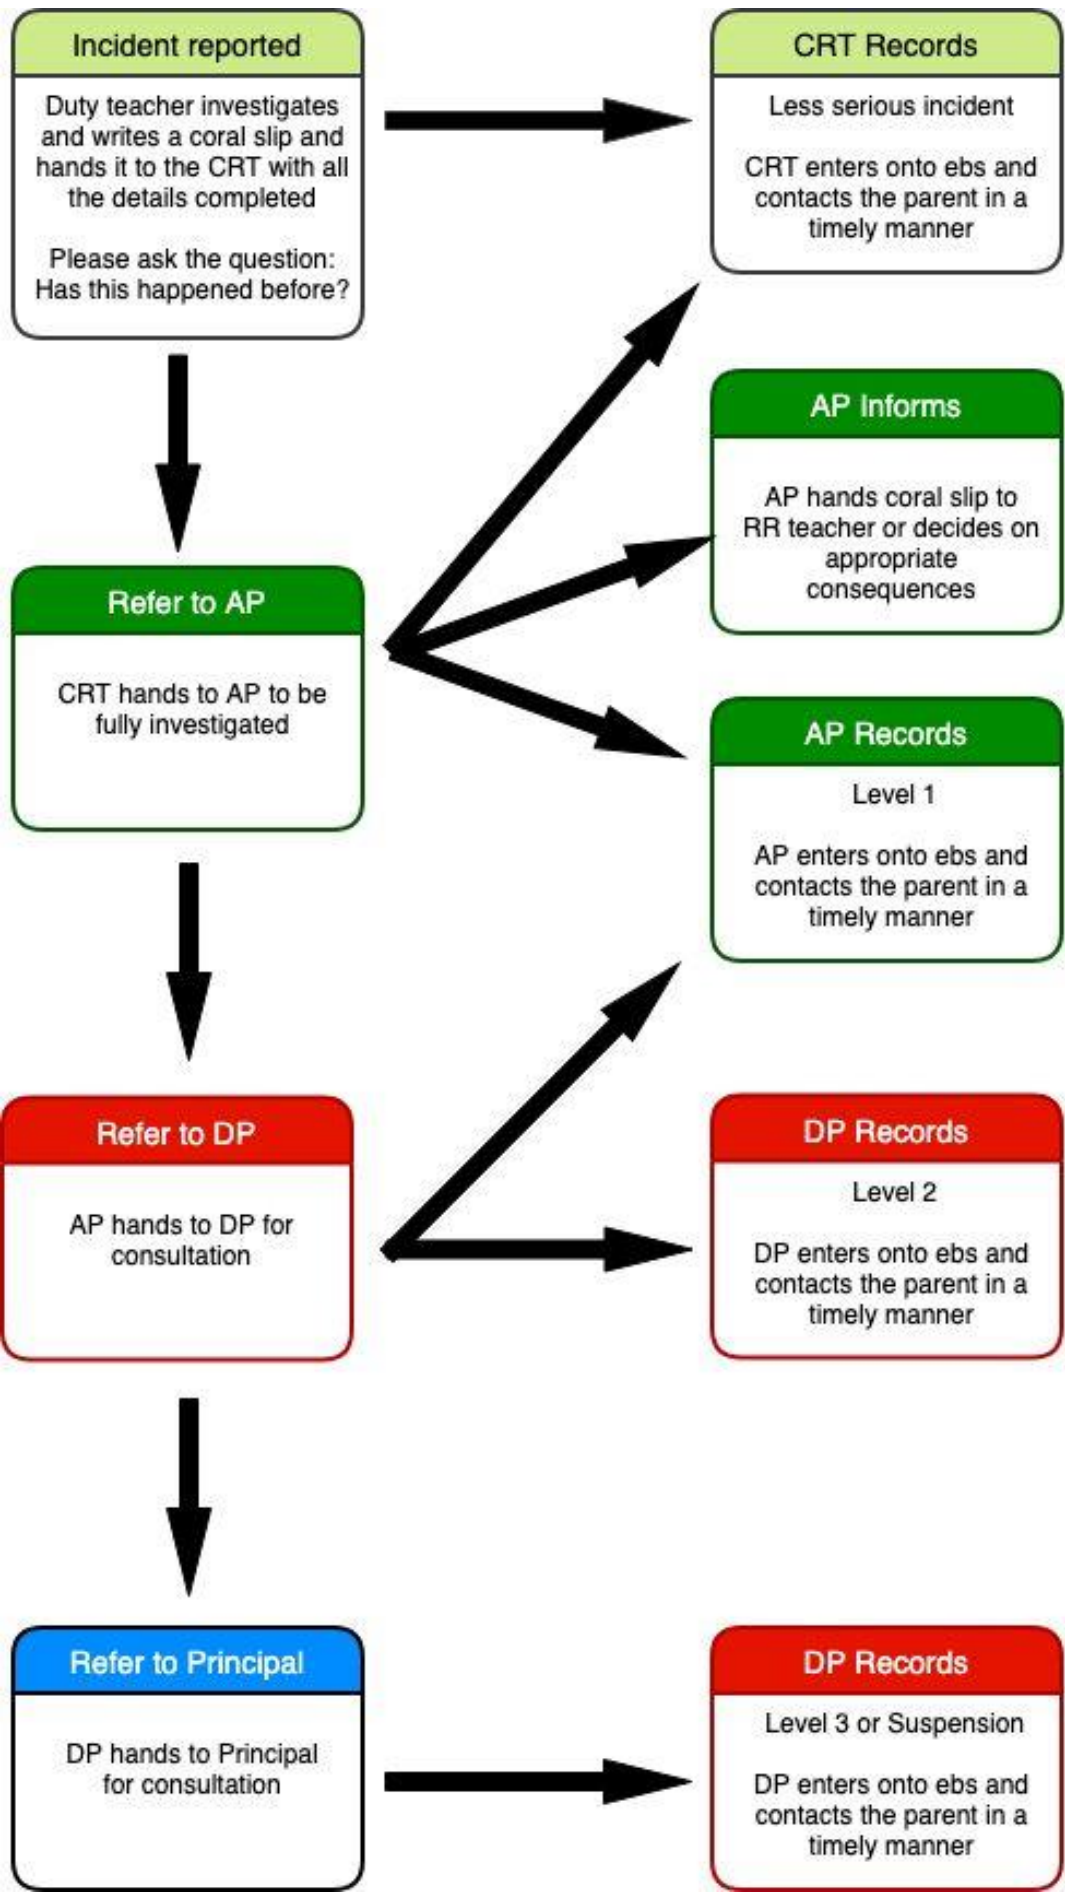 Incident reported
Duty teacher investigates
and writes a coral slip and
hands it to the CRT with all
the details completed
Please ask the question:
Has this happened before?
CRT Records
Less serious incident
CRT enters onto ebs and
contacts the parent in a
timely manner
Refer to AP
CRT hands to AP to be
fully investigated
AP Informs
AP hands coral slip to
RR teacher or decides on
appropriate
consequences
AP Records
Level 1
AP enters onto ebs and
contacts the parent in a
timely manner
Refer to DP
AP hands to DP for
consultation
DP Records
Level 2
DP enters onto ebs and
contacts the parent in a
timely manner
Refer to Principal
DP hands to Principal
for consultation
DP Records
Level 3 or Suspension
DP enters onto ebs and
contacts the parent in a
timely manner